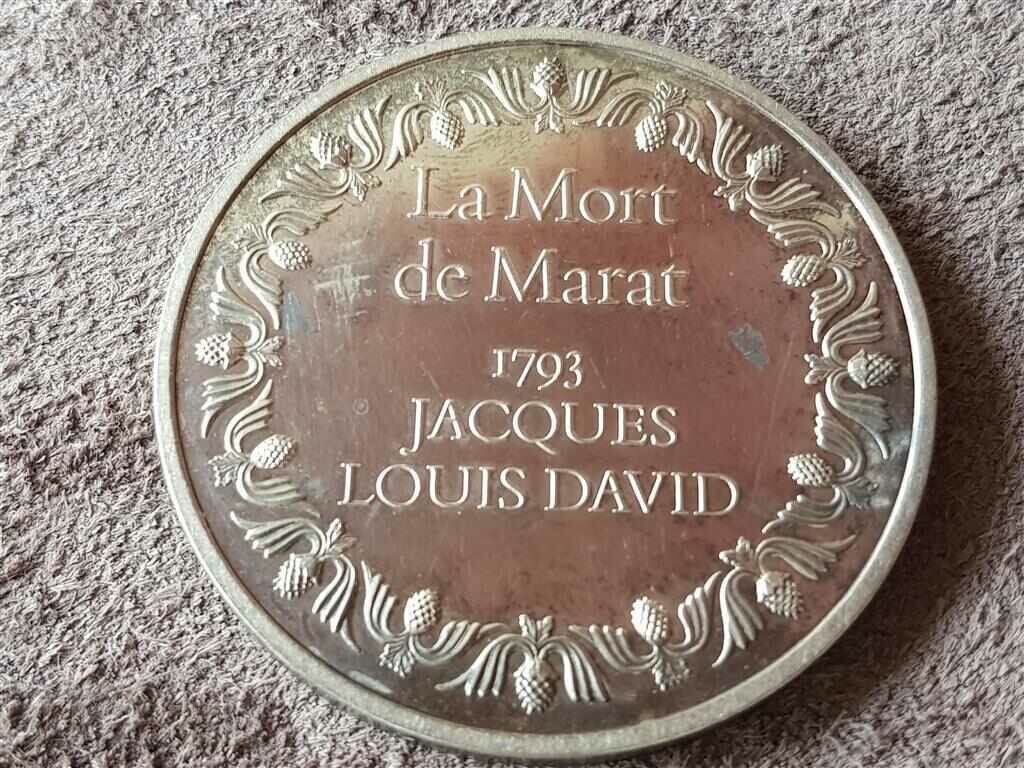 La Mort
de Marat
1793
JACQUES
LOUIS DAVID